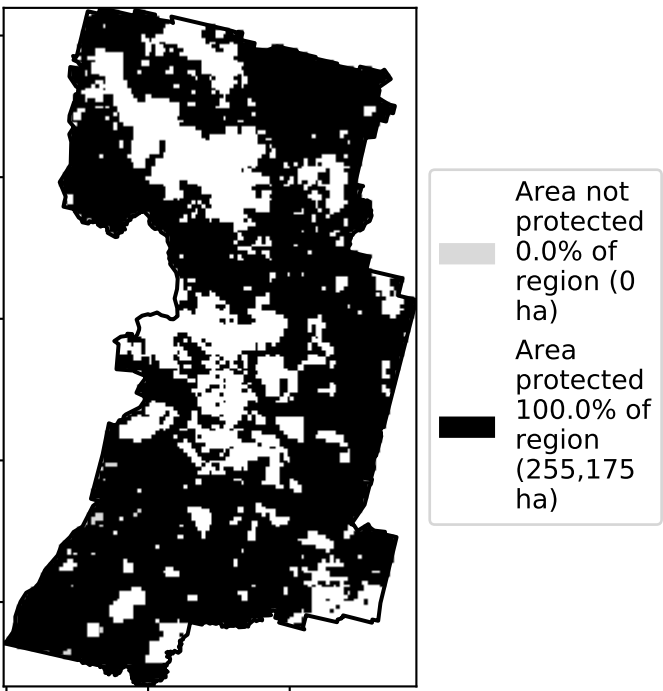 Area not
protected
0.0% of
region (0
ha)
Area
protected
100.0% of
region
(255,175
ha)